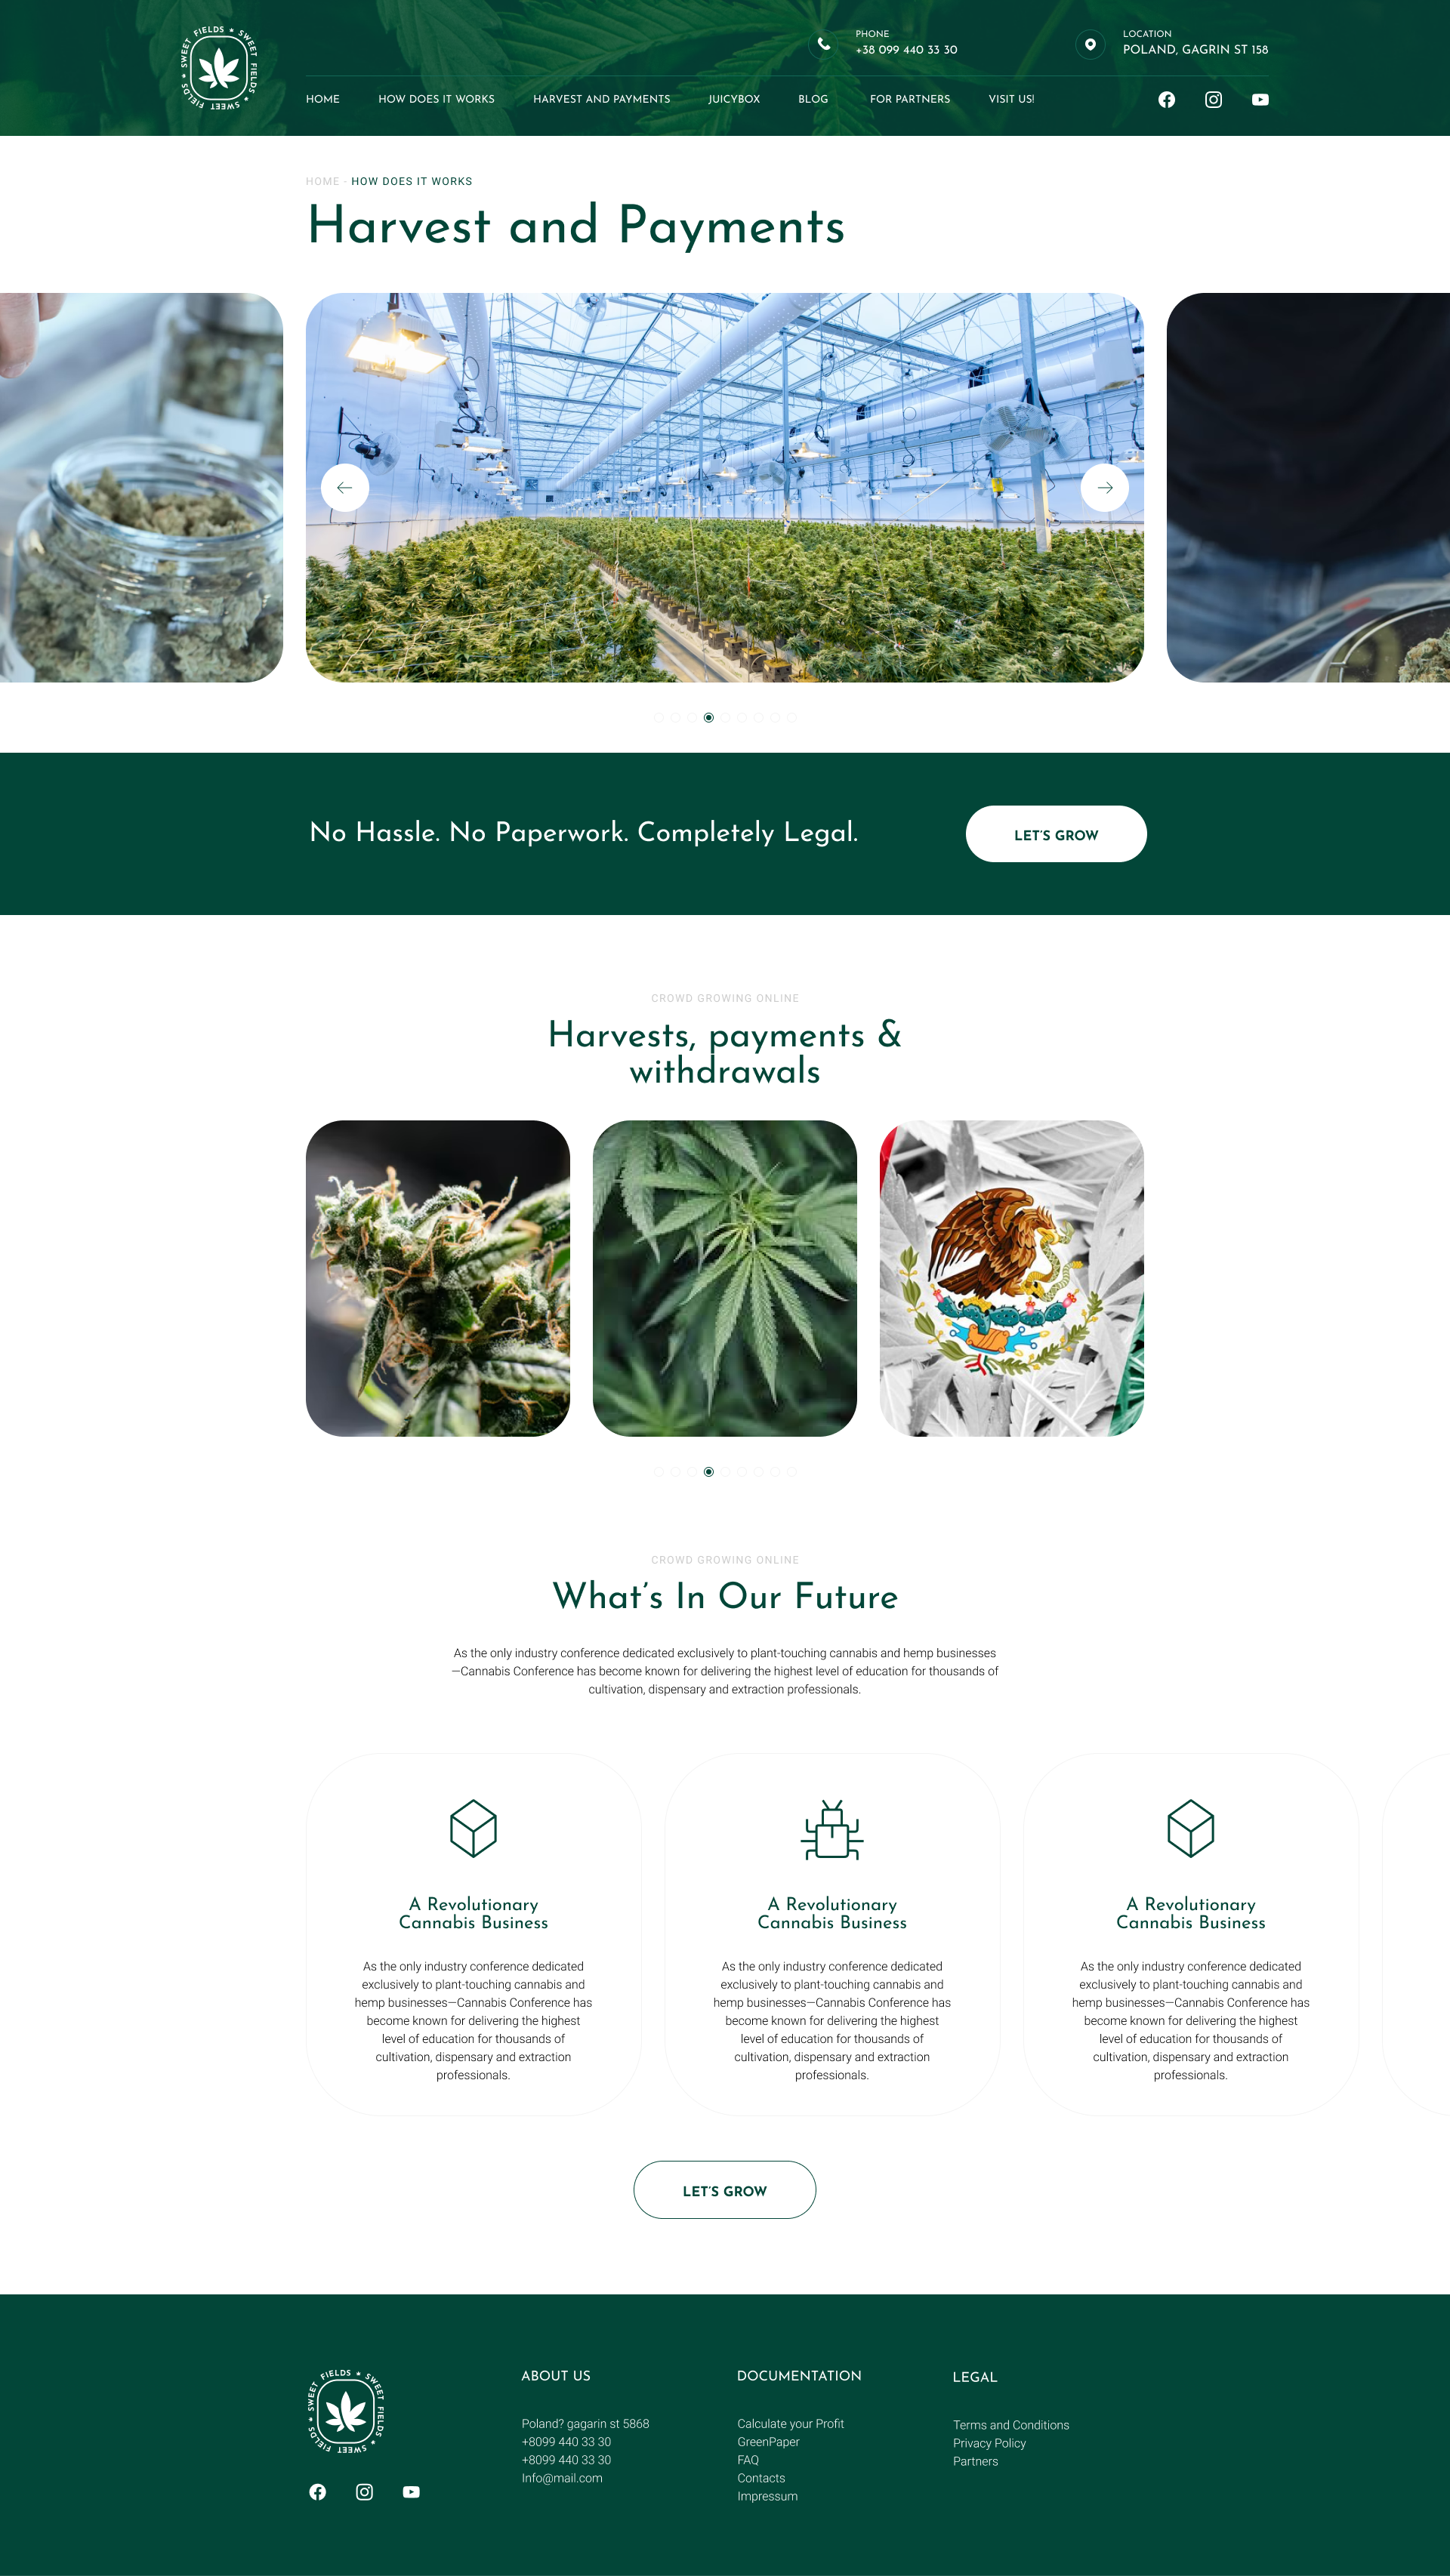 SWEET FIELDS ★ SWEET FIELDS ★ SWEET FIELDS ★
PHONE
+38 099 440 33 30
LOCATION
POLAND, GAGRIN ST 158
HOME
HOW DOES IT WORKS
HARVEST AND PAYMENTS
JUICYBOX
BLOG
FOR PARTNERS
VISIT US!
HOME - HOW DOES IT WORKS
Harvest and Payments
No Hassle. No Paperwork. Completely Legal.
LET'S GROW
CROWD GROWING ONLINE
Harvests, payments &
withdrawals
CROWD GROWING ONLINE
What's In Our Future
As the only industry conference dedicated exclusively to plant-touching cannabis and hemp businesses
—Cannabis Conference has become known for delivering the highest level of education for thousands of
cultivation, dispensary and extraction professionals.
A Revolutionary
Cannabis Business
As the only industry conference dedicated
exclusively to plant-touching cannabis and
hemp businesses—Cannabis Conference has
become known for delivering the highest
level of education for thousands of
cultivation, dispensary and extraction
professionals.
A Revolutionary
Cannabis Business
As the only industry conference dedicated
exclusively to plant-touching cannabis and
hemp businesses—Cannabis Conference has
become known for delivering the highest
level of education for thousands of
cultivation, dispensary and extraction
professionals.
A Revolutionary
Cannabis Business
As the only industry conference dedicated
exclusively to plant-touching cannabis and
hemp businesses—Cannabis Conference has
become known for delivering the highest
level of education for thousands of
cultivation, dispensary and extraction
professionals.
LET'S GROW
SWEET FIELDS ★ SWEET FIELDS ★ SWEET FIELDS ★
ABOUT US
Poland? gagarin st 5868
+8099 440 33 30
+8099 440 33 30
Info@mail.com
DOCUMENTATION
Calculate your Profit
GreenPaper
FAQ
Contacts
Impressum
LEGAL
Terms and Conditions
Privacy Policy
Partners